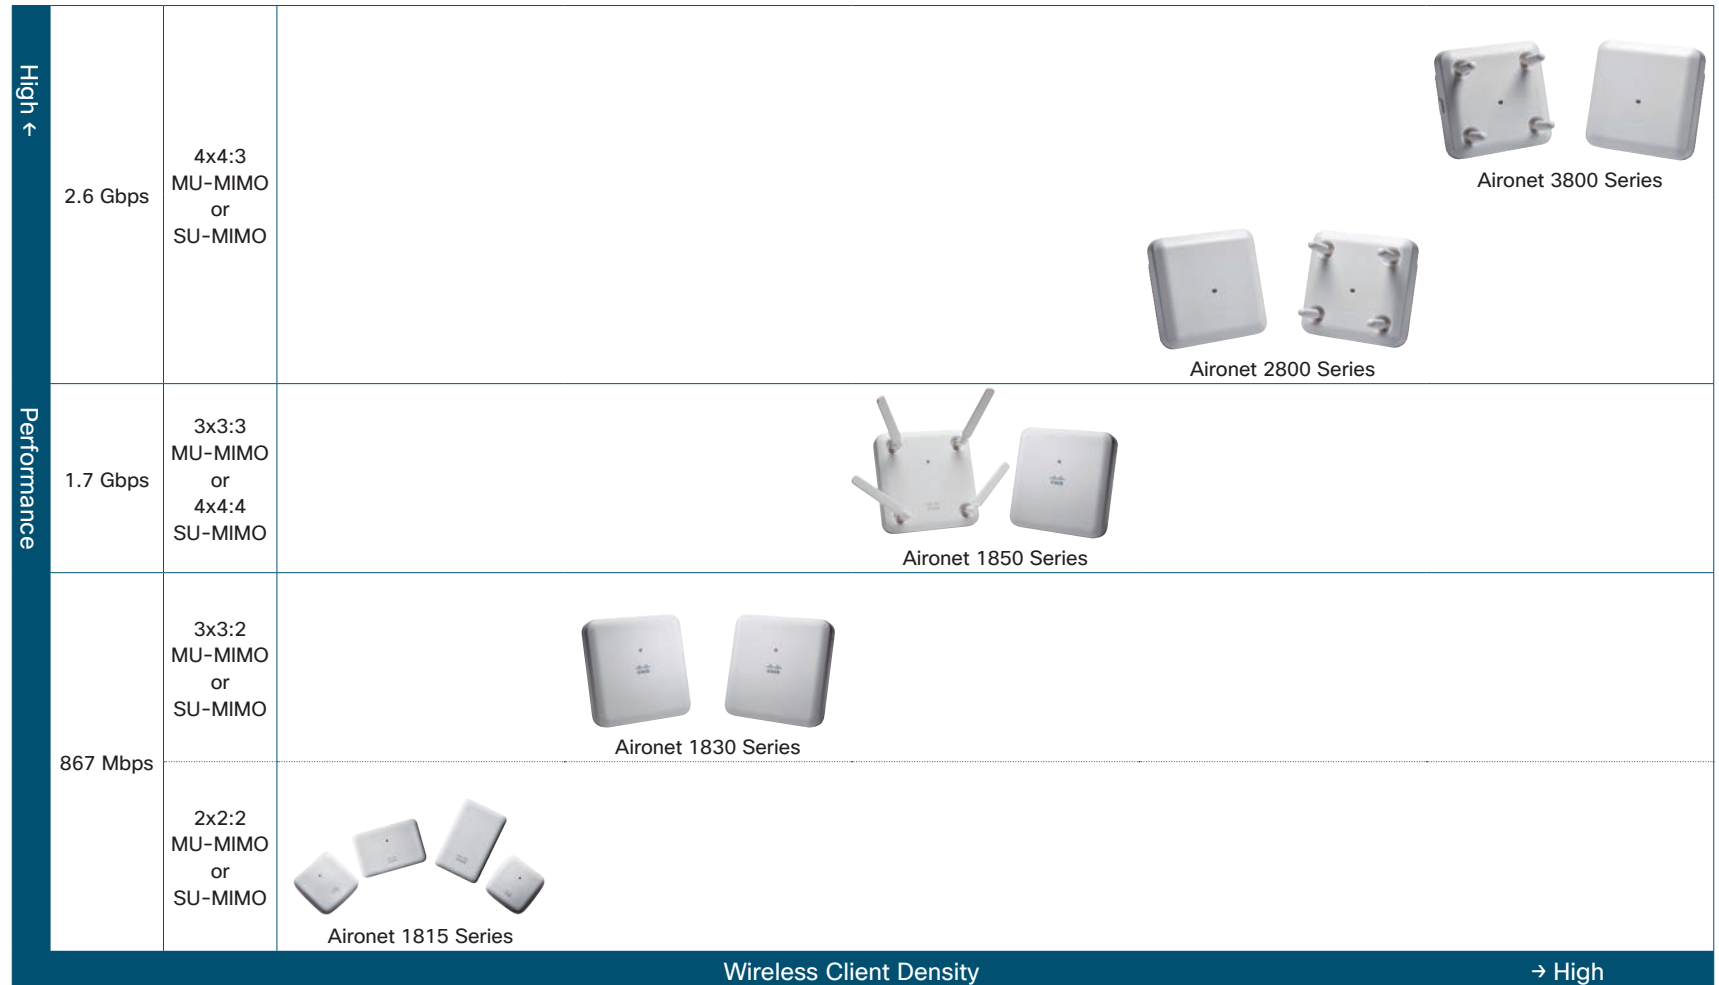 High ←
Performance
2.6 Gbps
4x4:3
MU-MIMO
or
SU-MIMO
Aironet 3800 Series
Aironet 2800 Series
1.7 Gbps
3x3:3
MU-MIMO
or
4x4:4
SU-MIMO
Aironet 1850 Series
867 Mbps
3x3:2
MU-MIMO
or
SU-MIMO
Aironet 1830 Series
2x2:2
MU-MIMO
or
SU-MIMO
Aironet 1815 Series
Wireless Client Density
→ High